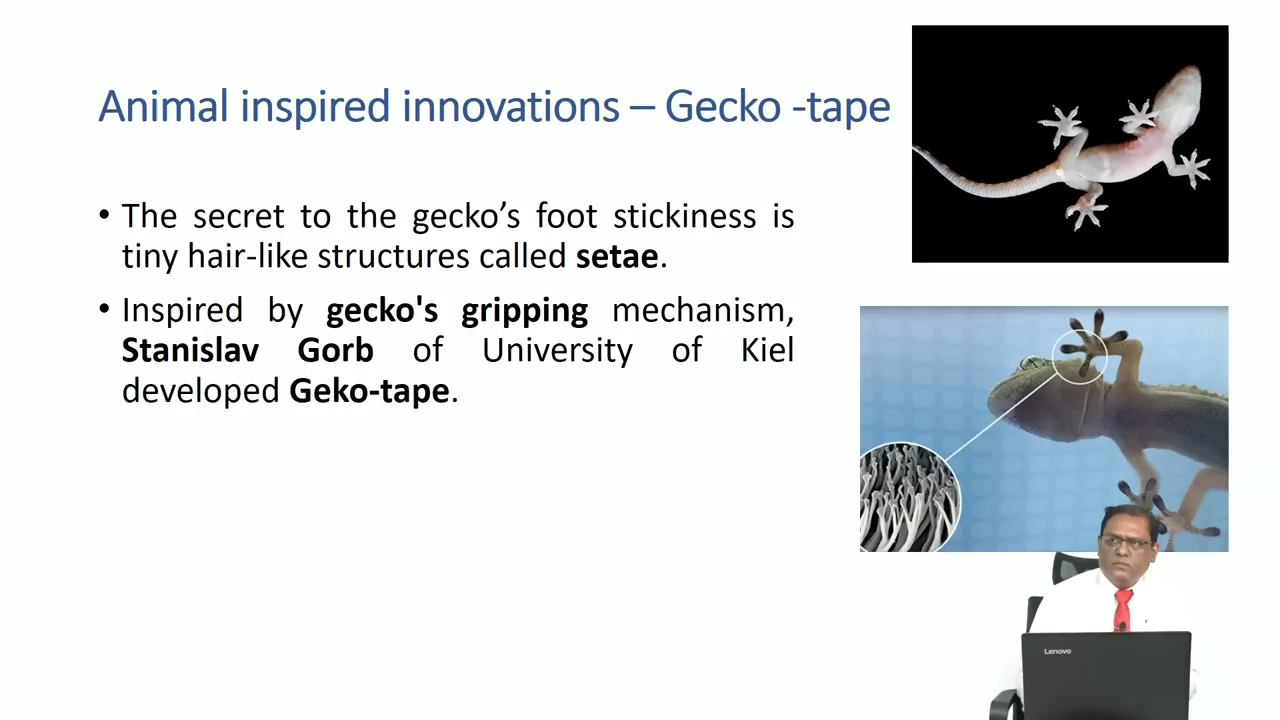 Animal inspired innovations – Gecko -tape
• The secret to the gecko’s foot stickiness is
tiny hair-like structures called setae.
• Inspired by gecko's gripping mechanism,
Stanislav Gorb of University of Kiel
developed Geko-tape.
Lenovo